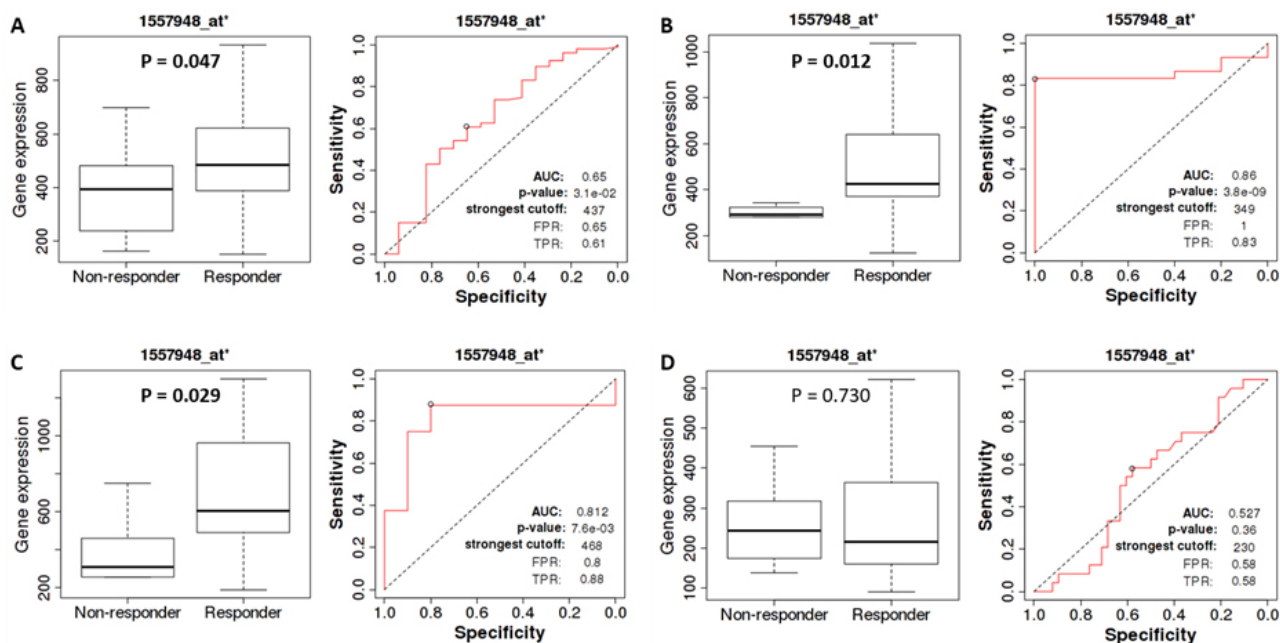 A
1557948_at*
P = 0.047
Gene expression
800
600
400
200
Non-responder
Responder
1557948_at*
Sensitivity
1.0
0.8
0.6
0.4
0.2
0.0
AUC: 0.65
p-value: 3.1e-02
strongest cutoff: 437
FPR: 0.65
TPR: 0.61
1.0 0.8 0.6 0.4 0.2 0.0
Specificity
B
1557948_at*
P = 0.012
Gene expression
1000
800
600
400
200
Non-responder
Responder
1557948_at*
Sensitivity
1.0
0.8
0.6
0.4
0.2
0.0
AUC: 0.86
p-value: 3.8e-09
strongest cutoff: 349
FPR: 1
TPR: 0.83
1.0 0.8 0.6 0.4 0.2 0.0
Specificity
C
1557948_at*
P = 0.029
Gene expression
1000
600
200
Non-responder
Responder
1557948_at*
Sensitivity
1.0
0.8
0.6
0.4
0.2
0.0
AUC: 0.812
p-value: 7.6e-03
strongest cutoff: 468
FPR: 0.8
TPR: 0.88
1.0 0.8 0.6 0.4 0.2 0.0
Specificity
D
1557948_at*
P = 0.730
Gene expression
600
500
400
300
200
100
Non-responder
Responder
1557948_at*
Sensitivity
1.0
0.8
0.6
0.4
0.2
0.0
AUC: 0.527
p-value: 0.36
strongest cutoff: 230
FPR: 0.58
TPR: 0.58
1.0 0.8 0.6 0.4 0.2 0.0
Specificity